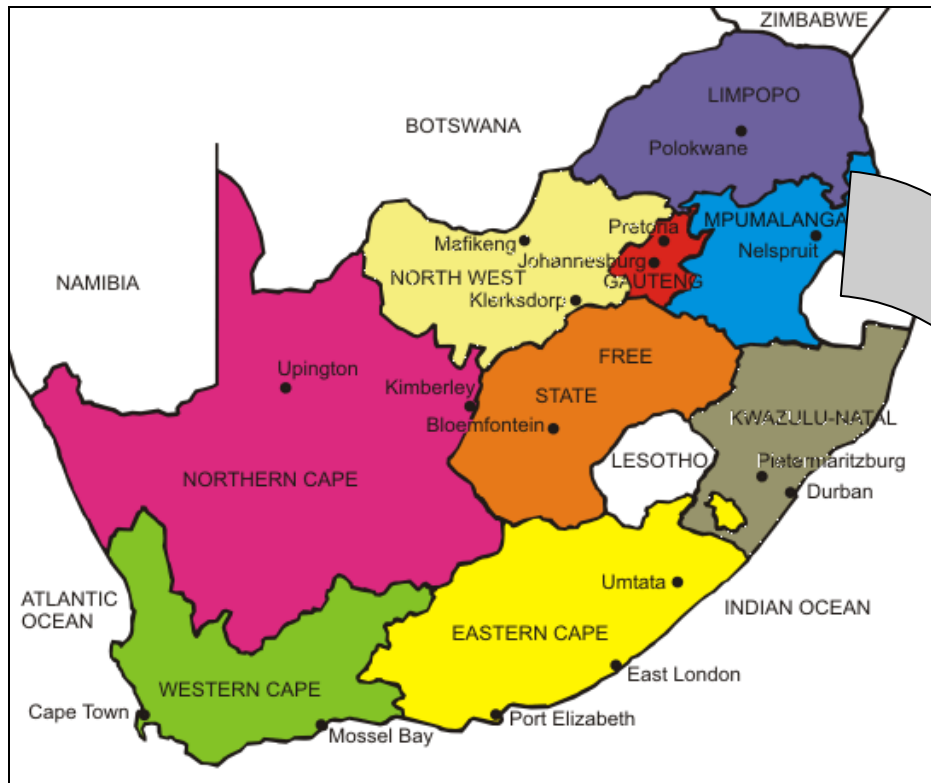 ZIMBABWE
LIMPOPO
BOTSWANA
Polokwane
MPUMALANGA
Pretoria
Mafikeng
Nelspruit
Johannesburg
NORTH WEST
GAUTENG
NAMIBIA
Klerksdorp
FREE
Upington
Kimberley
STATE
KWAZULU-NATAL
Bloemfontein
LESOTHO
Pietermaritzburg
NORTHERN CAPE
Durban
Umtata
ATLANTIC
OCEAN
INDIAN OCEAN
EASTERN CAPE
East London
WESTERN CAPE
Cape Town
Port Elizabeth
Mossel Bay